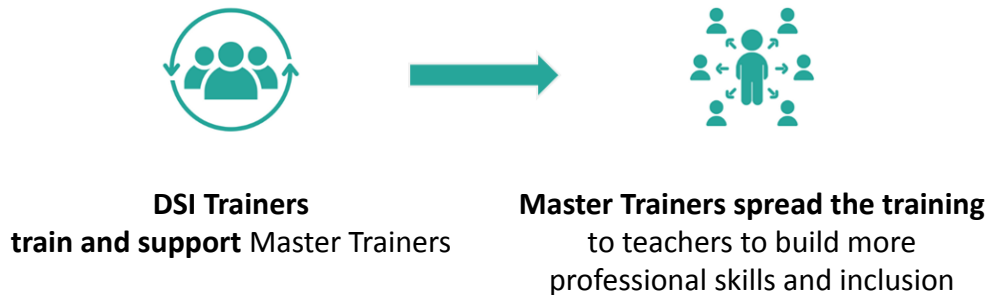 DSI Trainers
train and support Master Trainers
Master Trainers spread the training
to teachers to build more
professional skills and inclusion